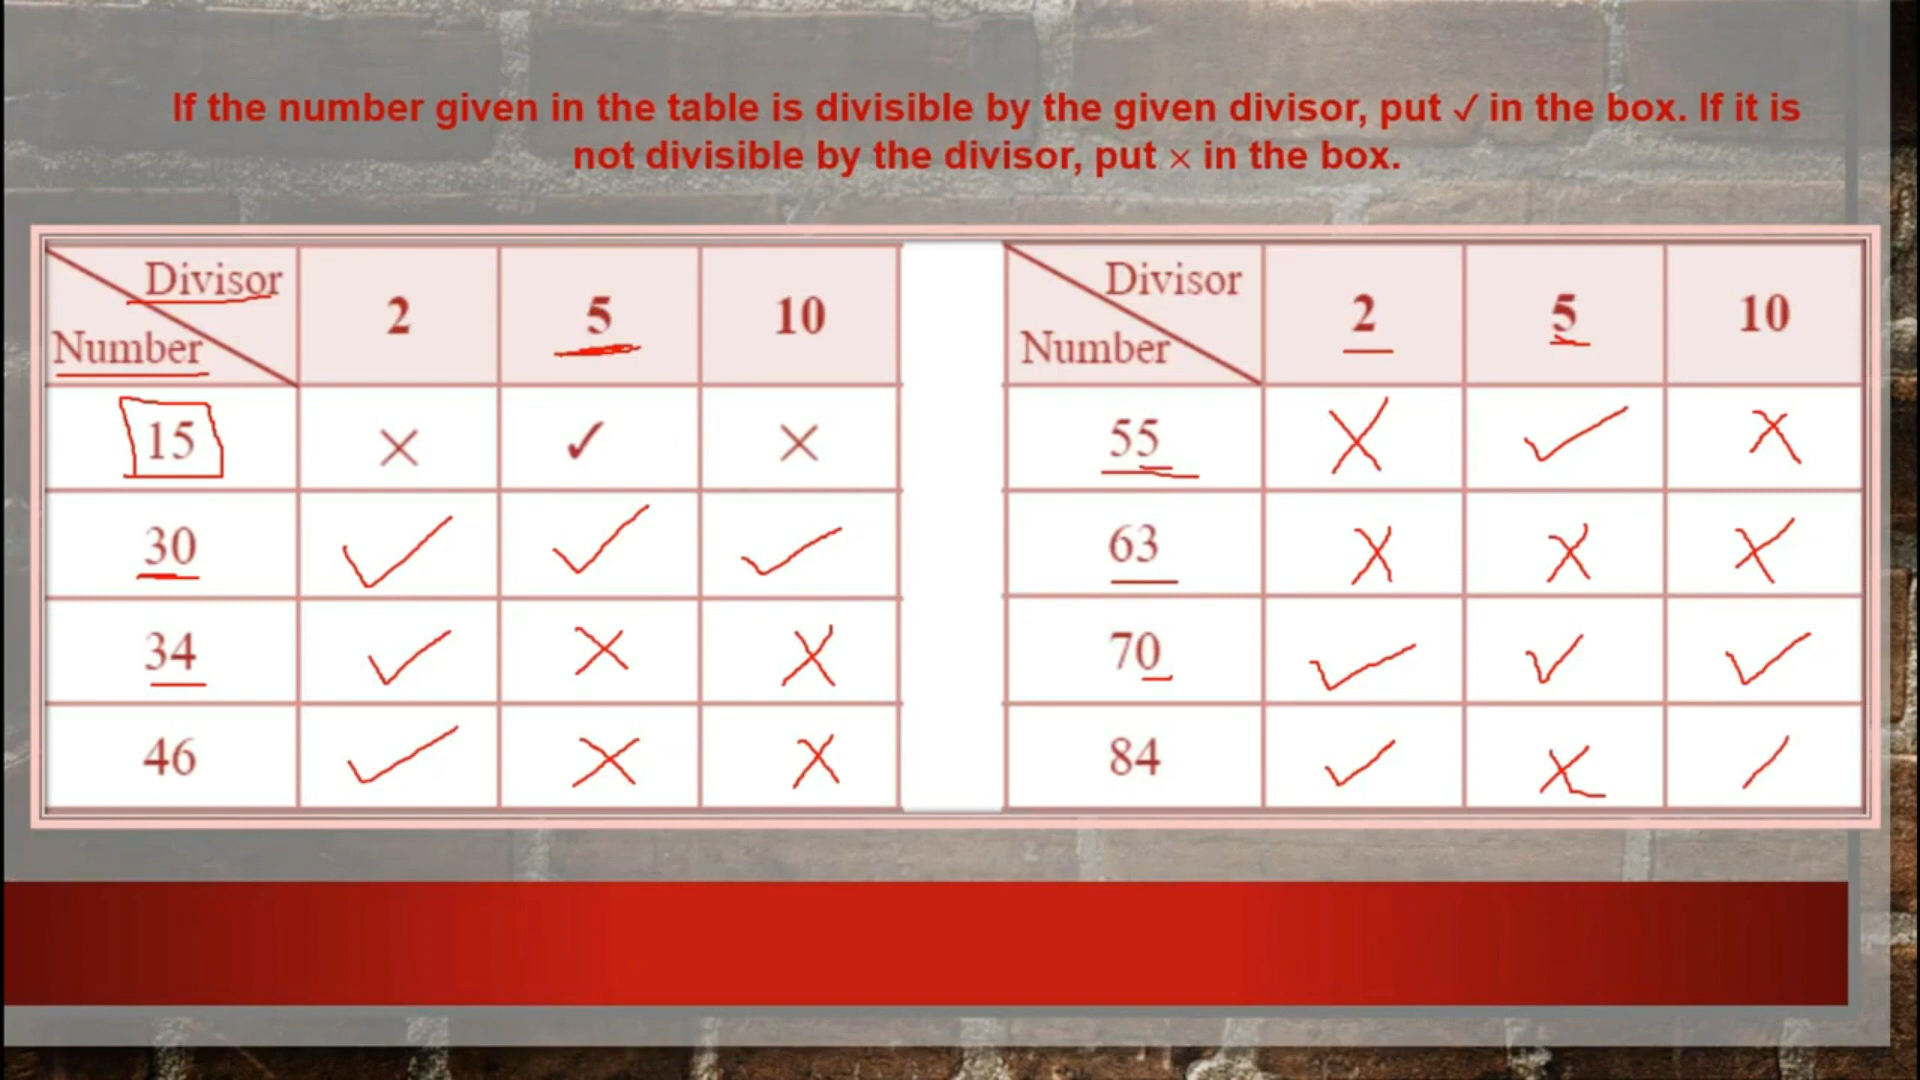 If the number given in the table is divisible by the given divisor, put ✓ in the box. If it is
not divisible by the divisor, put × in the box.
Divisor
Number
2
5
10
15 × ✓ ×
30 ✓ ✓ ✓
34 ✓ × ×
46 ✓ × ×
Divisor
Number
2
5
10
55 × ✓ ×
63 × × ×
70 ✓ ✓ ✓
84 ✓ × /